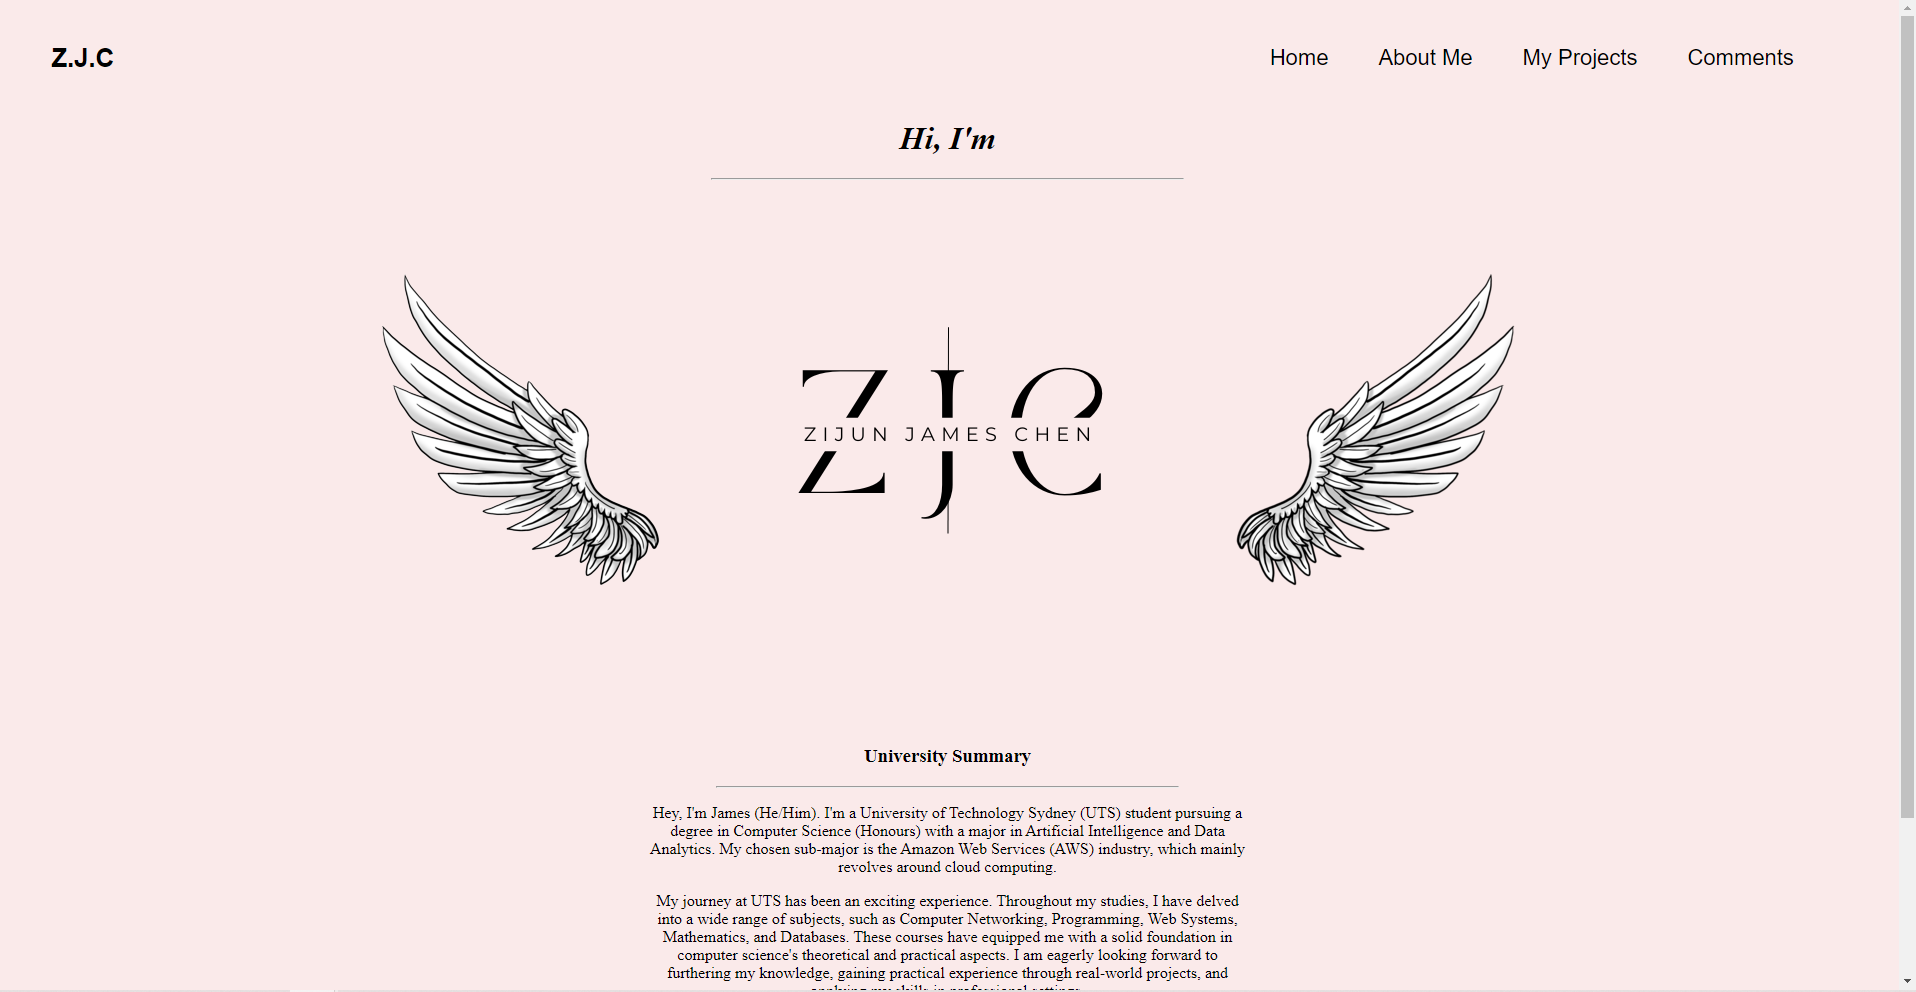 Z.J.C
Home About Me My Projects Comments
Hi, I'm
Z J C
ZIJUN JAMES CHEN
University Summary
Hey, I'm James (He/Him). I'm a University of Technology Sydney (UTS) student pursuing a
degree in Computer Science (Honours) with a major in Artificial Intelligence and Data
Analytics. My chosen sub-major is the Amazon Web Services (AWS) industry, which mainly
revolves around cloud computing.
My journey at UTS has been an exciting experience. Throughout my studies, I have delved
into a wide range of subjects, such as Computer Networking, Programming, Web Systems,
Mathematics, and Databases. These courses have equipped me with a solid foundation in
computer science's theoretical and practical aspects. I am eagerly looking forward to
furthering my knowledge, gaining practical experience through real-world projects, and